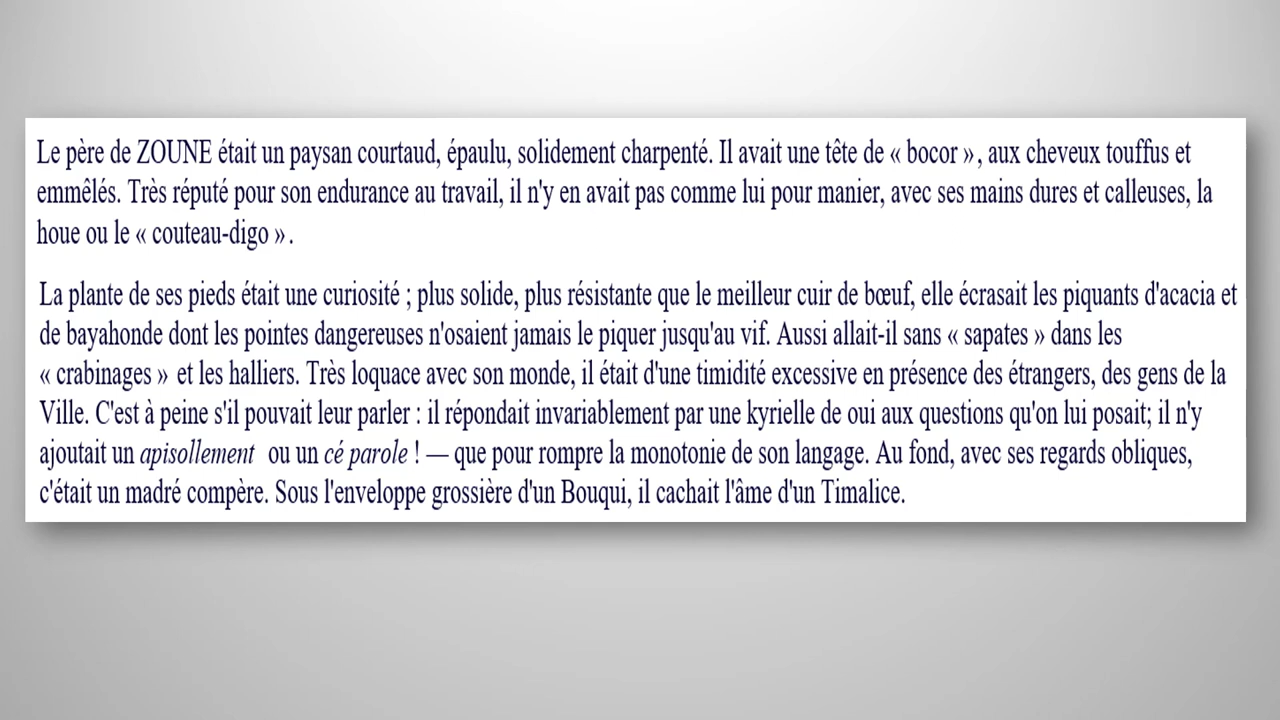 Le père de ZOUNE était un paysan courtaud, épaulu, solidement charpenté. Il avait une tête de « bocor », aux cheveux touffus et
emmêlés. Très réputé pour son endurance au travail, il n'y en avait pas comme lui pour manier, avec ses mains dures et calleuses, la
houe ou le « couteau-digo ».
La plante de ses pieds était une curiosité ; plus solide, plus résistante que le meilleur cuir de bœuf, elle écrasait les piquants d'acacia et
de bayahonde dont les pointes dangereuses n'osaient jamais le piquer jusqu'au vif. Aussi allait-il sans « sapates » dans les
« crabinages » et les halliers. Très loquace avec son monde, il était d'une timidité excessive en présence des étrangers, des gens de la
Ville. C'est à peine s'il pouvait leur parler : il répondait invariablement par une kyrielle de oui aux questions qu'on lui posait; il n'y
ajoutait un apisollement ou un cé parole ! — que pour rompre la monotonie de son langage. Au fond, avec ses regards obliques,
c'était un madré compère. Sous l'enveloppe grossière d'un Bouqui, il cachait l'âme d'un Timalice.